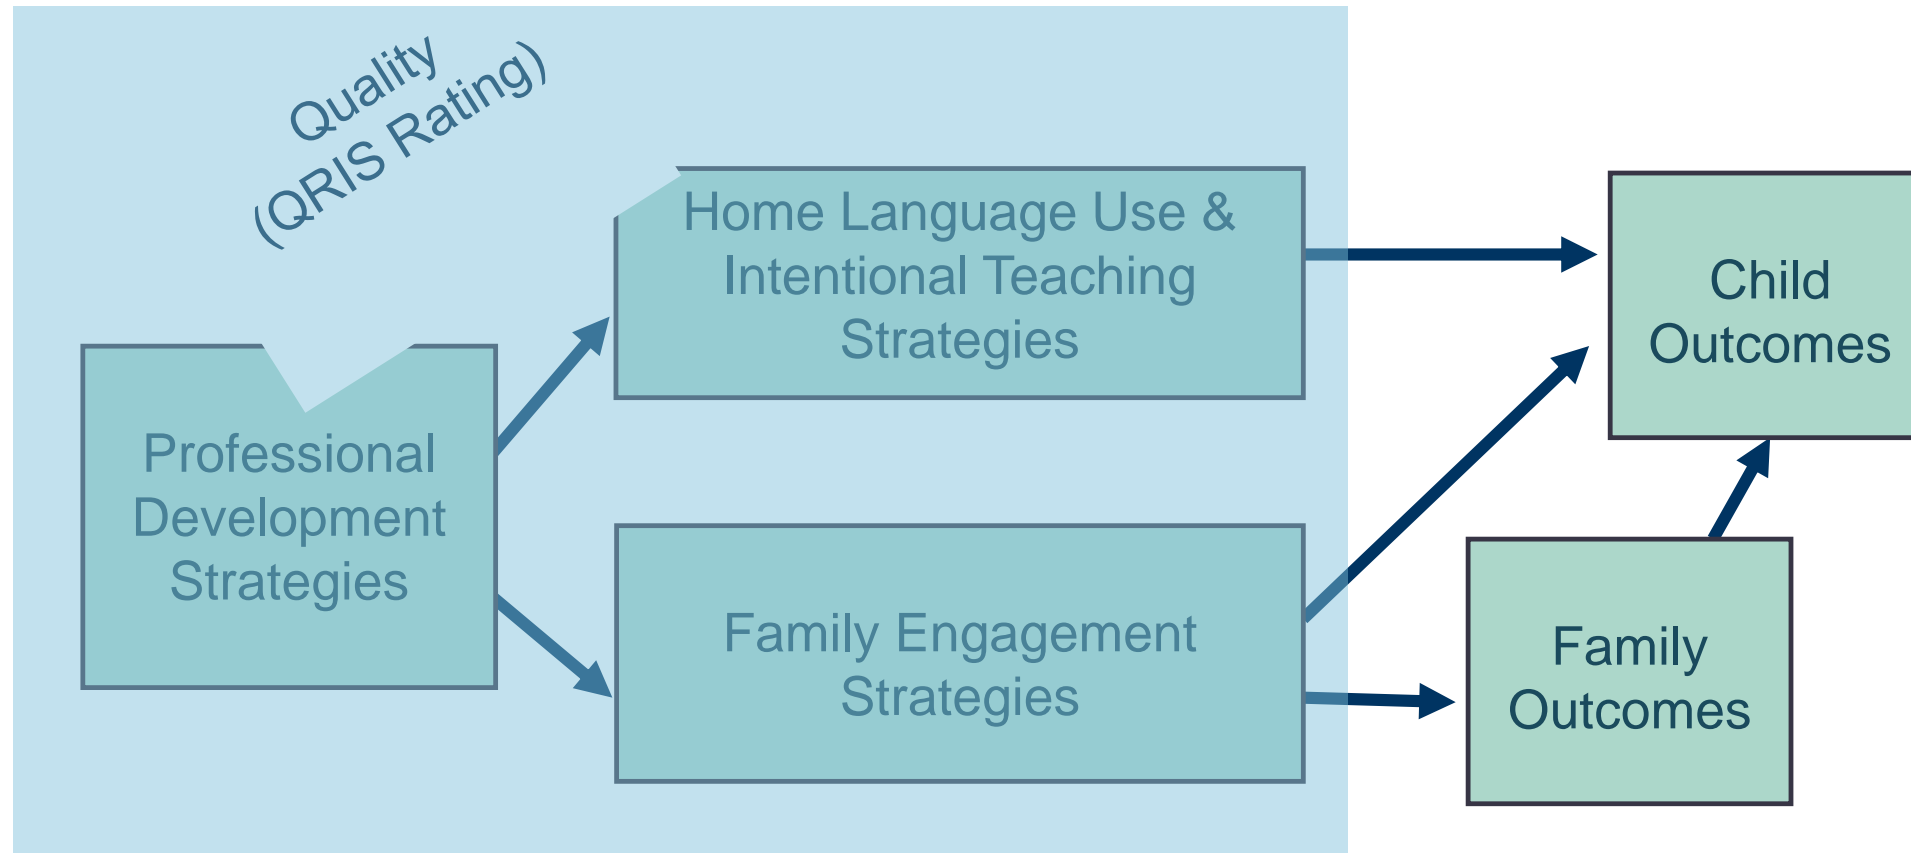 Quality
(QRIS Rating)
Home Language Use &
Intentional Teaching
Strategies
Child
Outcomes
Professional
Development
Strategies
Family Engagement
Strategies
Family
Outcomes